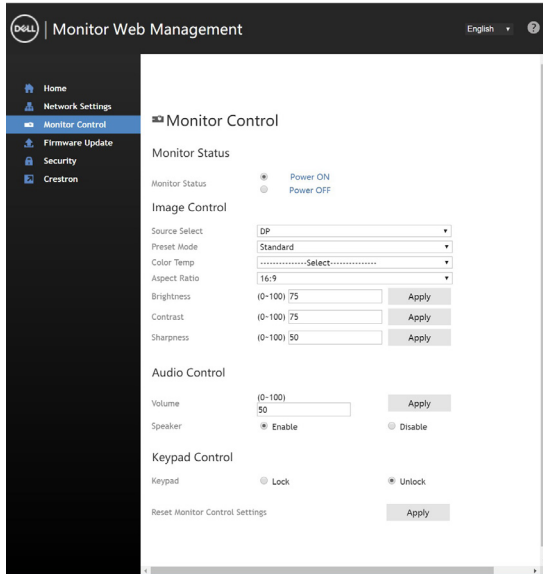 DELL | Monitor Web Management
English
?
Home
Network Settings
Monitor Control
Firmware Update
Security
Crestron
Monitor Control
Monitor Status
Monitor Status Power ON
Power OFF
Image Control
Source Select DP
Preset Mode Standard
Color Temp ---------------Select---------------
Aspect Ratio 16:9
Brightness (0~100) 75 Apply
Contrast (0~100) 75 Apply
Sharpness (0~100) 50 Apply
Audio Control
(0~100)
Volume 50 Apply
Speaker Enable Disable
Keypad Control
Keypad Lock Unlock
Reset Monitor Control Settings Apply